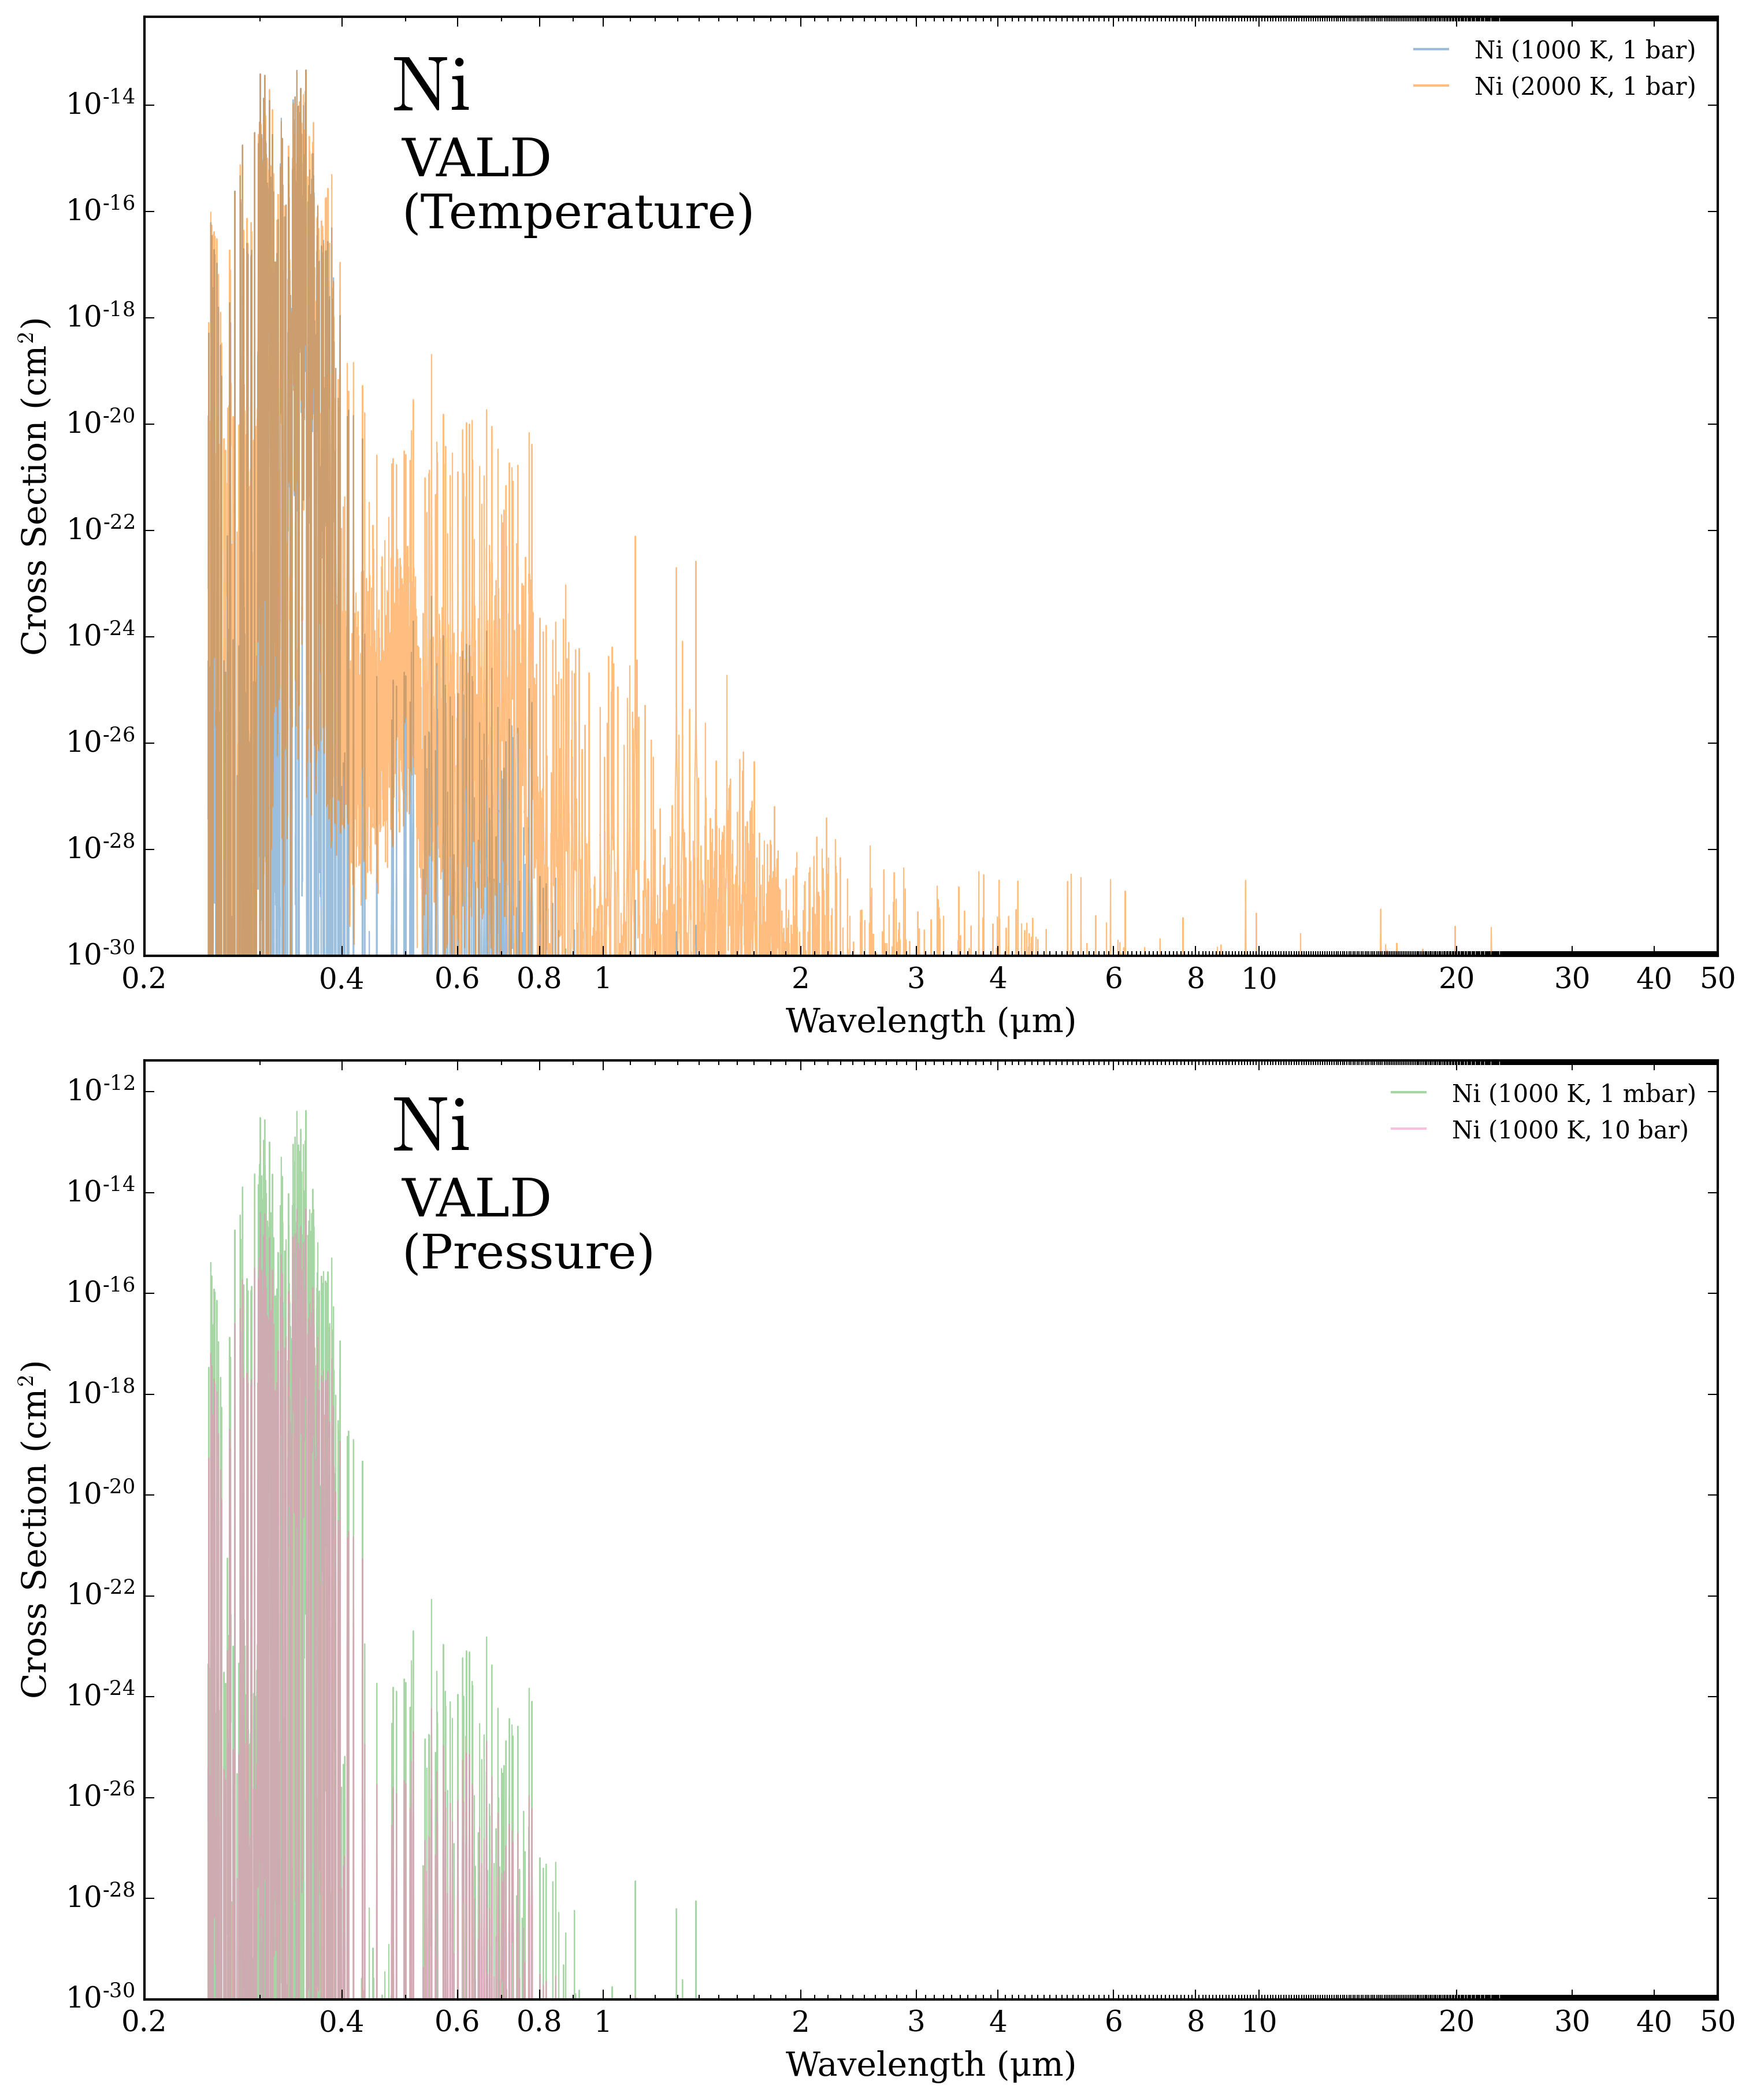 Ni
VALD
(Temperature)
Ni (1000 K, 1 bar)
Ni (2000 K, 1 bar)
Cross Section (cm²)
10⁻¹⁴
10⁻¹⁶
10⁻¹⁸
10⁻²⁰
10⁻²²
10⁻²⁴
10⁻²⁶
10⁻²⁸
10⁻³⁰
0.2 0.4 0.6 0.8 1 2 3 4 6 8 10 20 30 40 50
Wavelength (μm)
Ni
VALD
(Pressure)
Ni (1000 K, 1 mbar)
Ni (1000 K, 10 bar)
Cross Section (cm²)
10⁻¹²
10⁻¹⁴
10⁻¹⁶
10⁻¹⁸
10⁻²⁰
10⁻²²
10⁻²⁴
10⁻²⁶
10⁻²⁸
10⁻³⁰
0.2 0.4 0.6 0.8 1 2 3 4 6 8 10 20 30 40 50
Wavelength (μm)